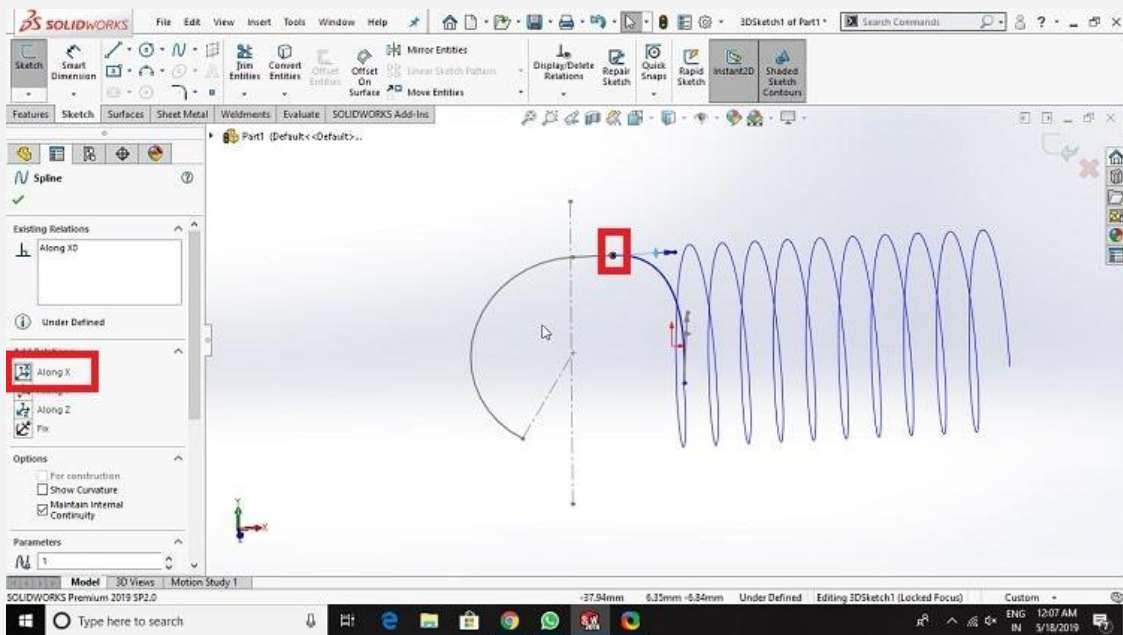 SOLIDWORKS File Edit View Insert Tools Window Help 3DSketch1 of Part1 * Search Commands
Sketch Smart Dimension Trim Entities Convert Entities Offset Entities Offset On Surface Mirror Entities Linear Sketch Pattern Move Entities Display/Delete Relations Repair Sketch Quick Snaps Rapid Sketch Instant2D Shaded Sketch Contours
Features Sketch Surfaces Sheet Metal Weldments Evaluate SOLIDWORKS Add-Ins
Part1 (Default<<Default>...
Spline
Existing Relations
Along X0
Under Defined
Along X
Along Z
Fix
Options
For construction
Show Curvature
Maintain Internal Continuity
Parameters
1
Y
X
Model 3D Views Motion Study 1
SOLIDWORKS Premium 2019 SP2.0 -37.94mm 6.35mm -6.84mm Under Defined Editing 3DSketch1 (Locked Focus) Custom
Type here to search ENG 12:07 AM
IN 5/18/2019